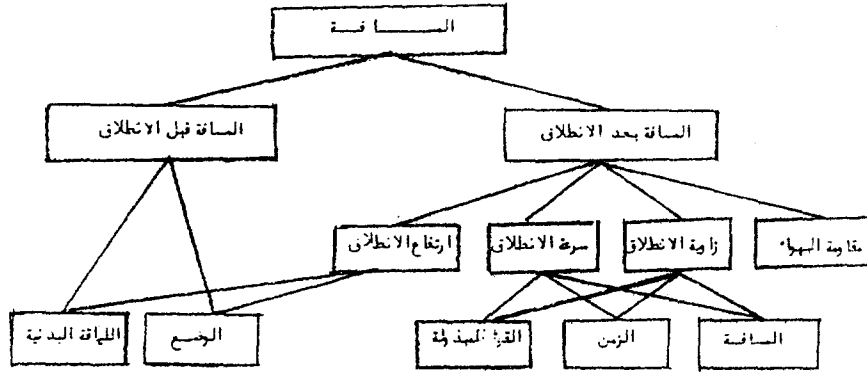 المسافة
المسافة بعد الانطلاق
المسافة قبل الانطلاق
مقاومة الهواء
زاوية الانطلاق
سرعة الانطلاق
ارتفاع الانطلاق
المسافة
الزمن
القوة المبذولة
الوضع
اللياقة البدنية